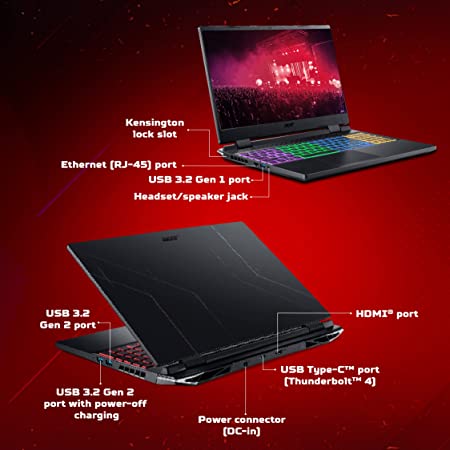 Kensington
lock slot
Ethernet (RJ-45) port
USB 3.2 Gen 1 port
Headset/speaker jack
acer
acer
USB 3.2
Gen 2 port
HDMI® port
USB Type-C™ port
(Thunderbolt™ 4)
USB 3.2 Gen 2
port with power-off
charging
Power connector
(DC-in)